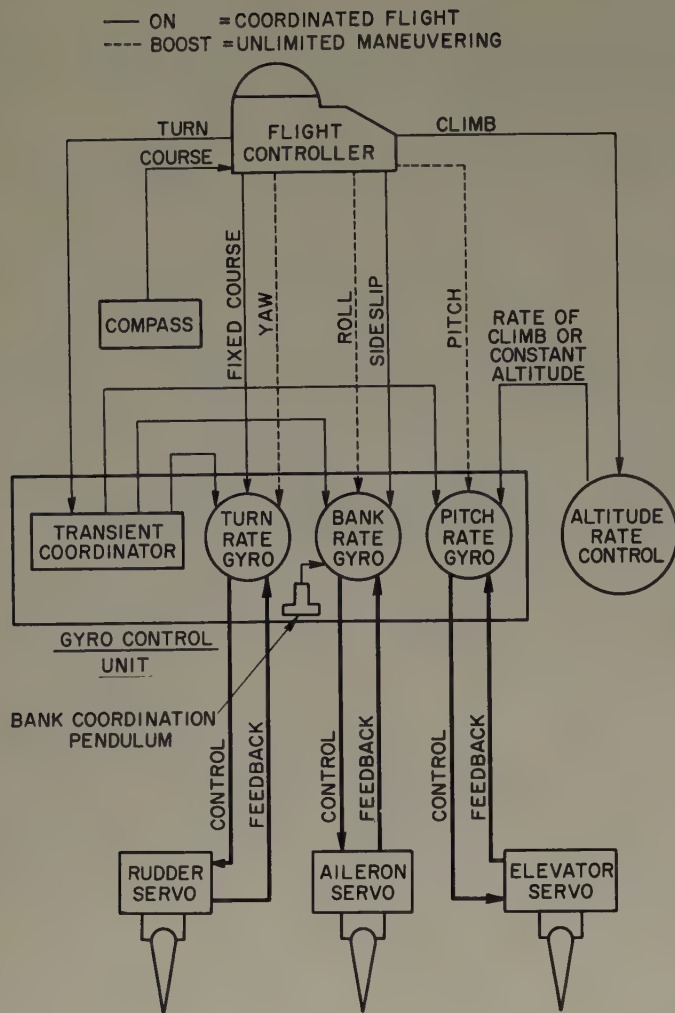 — ON = COORDINATED FLIGHT
---- BOOST = UNLIMITED MANEUVERING
TURN
FLIGHT
CONTROLLER
CLIMB
COURSE
COMPASS
FIXED COURSE
YAW
ROLL
SIDESLIP
PITCH
RATE OF
CLIMB OR
CONSTANT
ALTITUDE
TRANSIENT
COORDINATOR
TURN
RATE
GYRO
BANK
RATE
GYRO
PITCH
RATE
GYRO
ALTITUDE
RATE
CONTROL
GYRO CONTROL
UNIT
BANK COORDINATION
PENDULUM
CONTROL
FEEDBACK
CONTROL
FEEDBACK
CONTROL
FEEDBACK
RUDDER
SERVO
AILERON
SERVO
ELEVATOR
SERVO